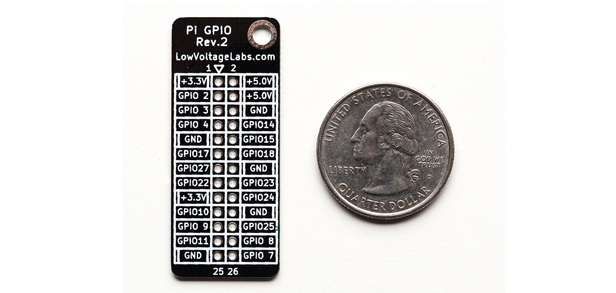 Pi GPIO
Rev.2
LowVoltageLabs.com
1 2
+3.3V +5.0V
GPIO 2 +5.0V
GPIO 3 GND
GPIO 4 GPIO14
GND GPIO15
GPIO17 GPIO18
GPIO27 GND
GPIO22 GPIO23
+3.3V GPIO24
GPIO10 GND
GPIO 9 GPIO25
GPIO11 GPIO 8
GND GPIO 7
25 26
UNITED STATES OF AMERICA
LIBERTY
IN
GOD WE
TRUST
QUARTER DOLLAR